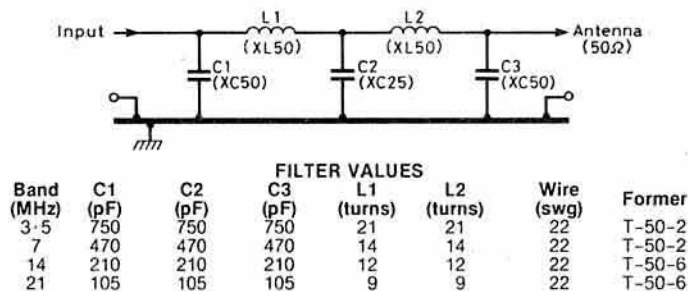 L1
L2
Input
(XL50)
(XL50)
Antenna
(50Ω)
C1
(XC50)
C2
(XC25)
C3
(XC50)
FILTER VALUES
Band (MHz) C1 (pF) C2 (pF) C3 (pF) L1 (turns) L2 (turns) Wire (swg) Former
3·5 750 750 750 21 21 22 T-50-2
7 470 470 470 14 14 22 T-50-2
14 210 210 210 12 12 22 T-50-6
21 105 105 105 9 9 22 T-50-6